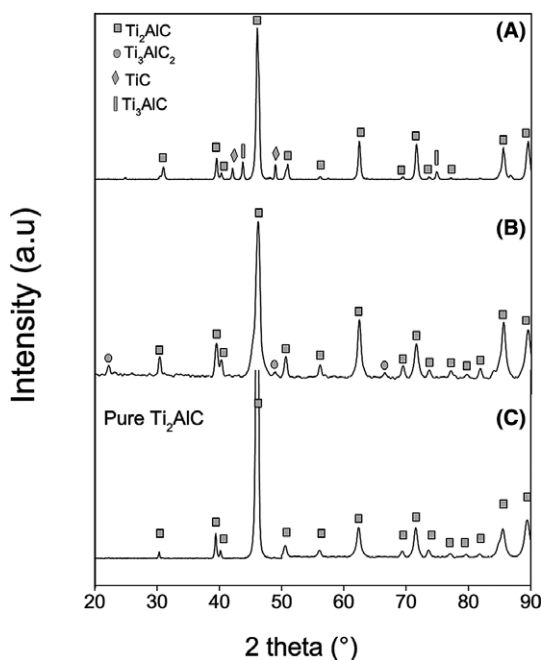 Ti₂AlC
Ti₃AlC₂
TiC
Ti₃AlC
(A)
(B)
Pure Ti₂AlC
(C)
Intensity (a.u)
20 30 40 50 60 70 80 90
2 theta (°)